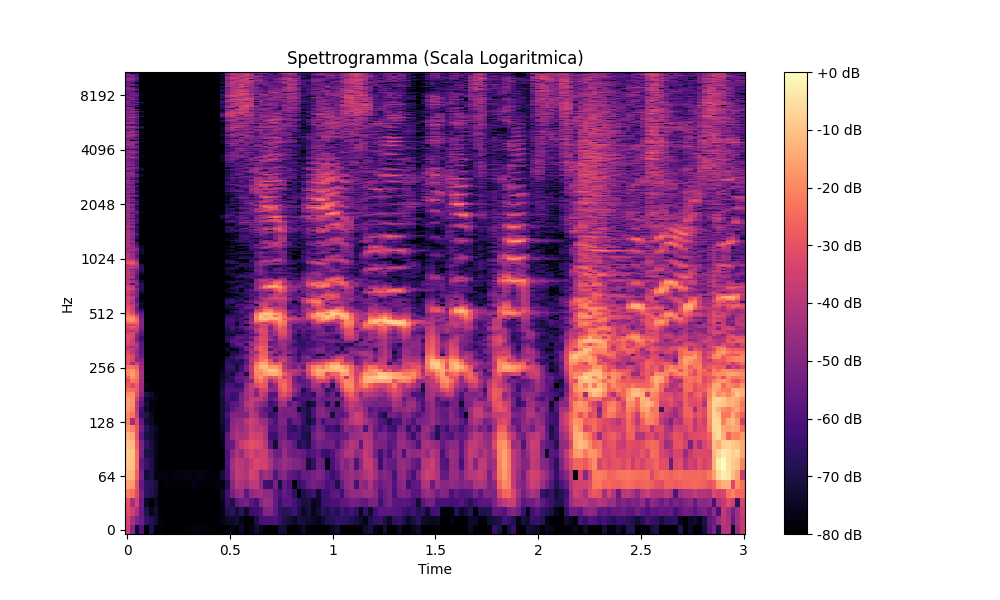 Spettrogramma (Scala Logaritmica)
Hz
8192
4096
2048
1024
512
256
128
64
0
0
0.5
1
1.5
2
2.5
3
Time
+0 dB
-10 dB
-20 dB
-30 dB
-40 dB
-50 dB
-60 dB
-70 dB
-80 dB